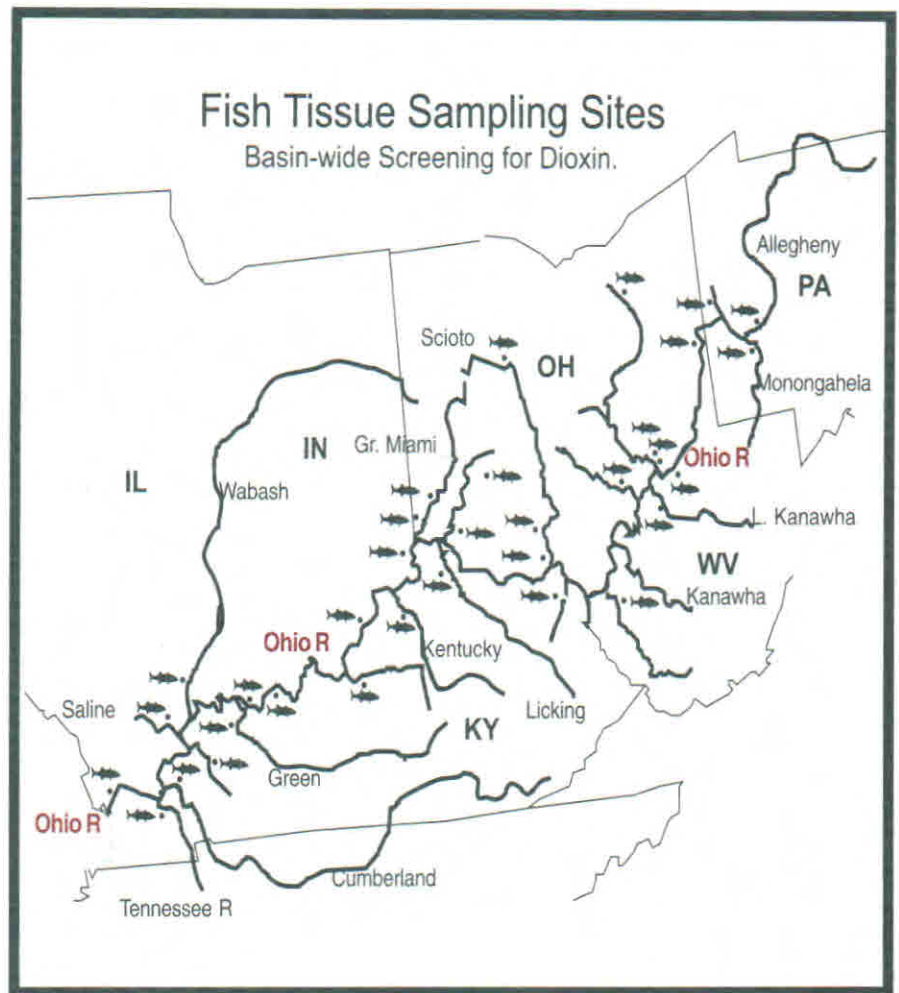 Fish Tissue Sampling Sites
Basin-wide Screening for Dioxin.
Allegheny
PA
Scioto
OH
Monongahela
IN
Gr. Miami
Ohio R
IL
Wabash
L. Kanawha
WV
Kanawha
Ohio R
Kentucky
Saline
Licking
KY
Green
Ohio R
Cumberland
Tennessee R